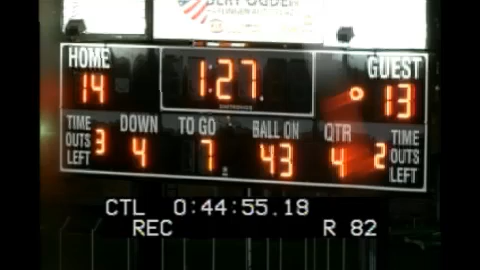 HOME 1:27 GUEST
14 13
TIME OUTS LEFT 3 DOWN 4 TO GO 7 BALL ON 43 QTR 4 2 TIME OUTS LEFT
CTL 0:44:55.18
REC R 82